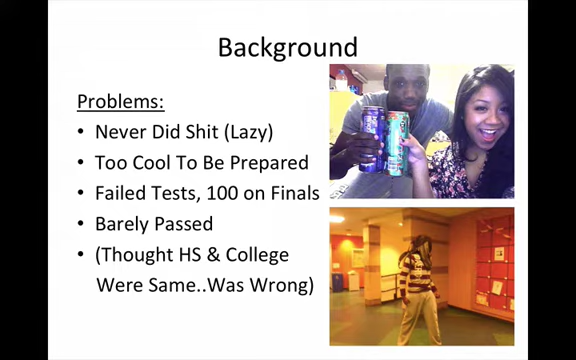 Background
Problems:
• Never Did Shit (Lazy)
• Too Cool To Be Prepared
• Failed Tests, 100 on Finals
• Barely Passed
• (Thought HS & College
Were Same..Was Wrong)